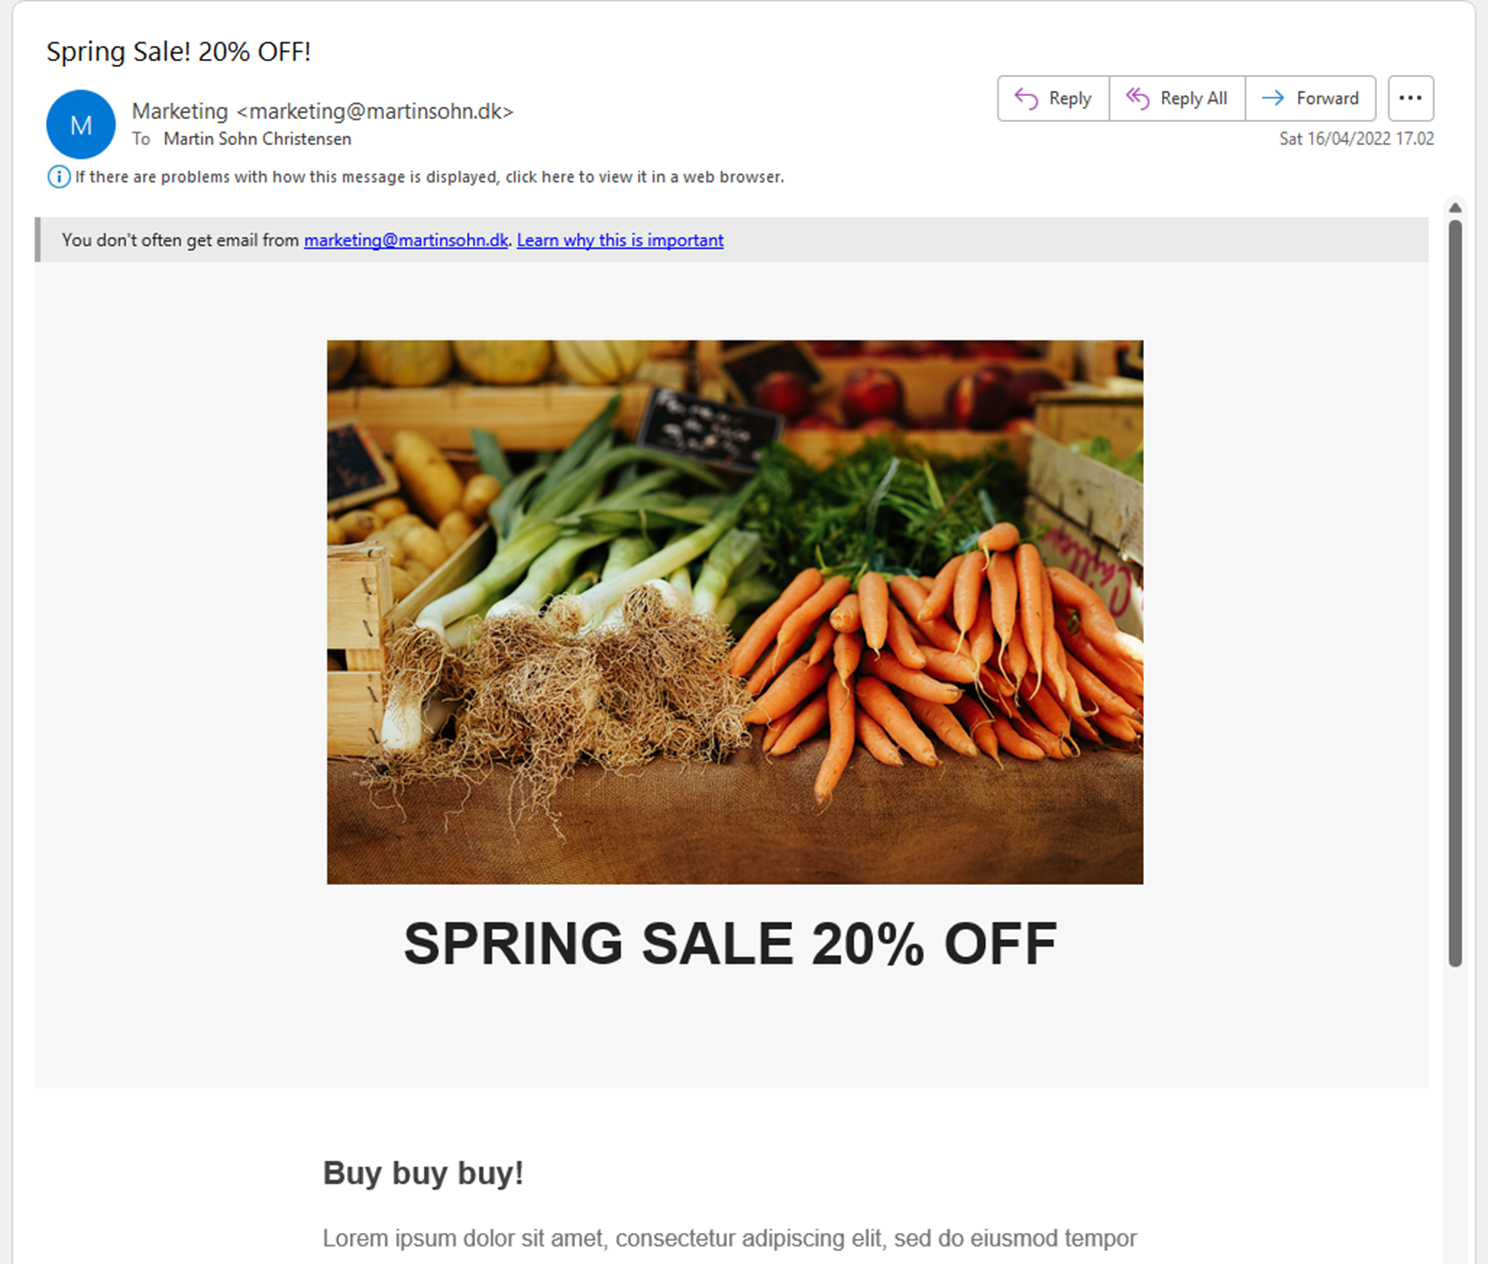 Spring Sale! 20% OFF!
M
Marketing <marketing@martinsohn.dk>
To Martin Sohn Christensen
Reply
Reply All
Forward
Sat 16/04/2022 17.02
If there are problems with how this message is displayed, click here to view it in a web browser.
You don't often get email from marketing@martinsohn.dk. Learn why this is important
SPRING SALE 20% OFF
Buy buy buy!
Lorem ipsum dolor sit amet, consectetur adipiscing elit, sed do eiusmod tempor